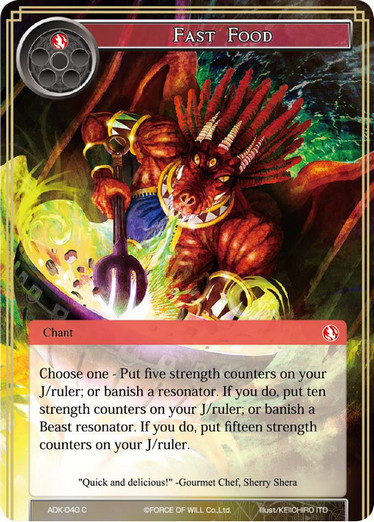 Fast Food
Chant
Choose one - Put five strength counters on your
J/ruler; or banish a resonator. If you do, put ten
strength counters on your J/ruler; or banish a
Beast resonator. If you do, put fifteen strength
counters on your J/ruler.
"Quick and delicious!" -Gourmet Chef, Sherry Shera
ADK-040 C ©FORCE OF WILL Co.,Ltd. Illust/KEIICHIRO ITO